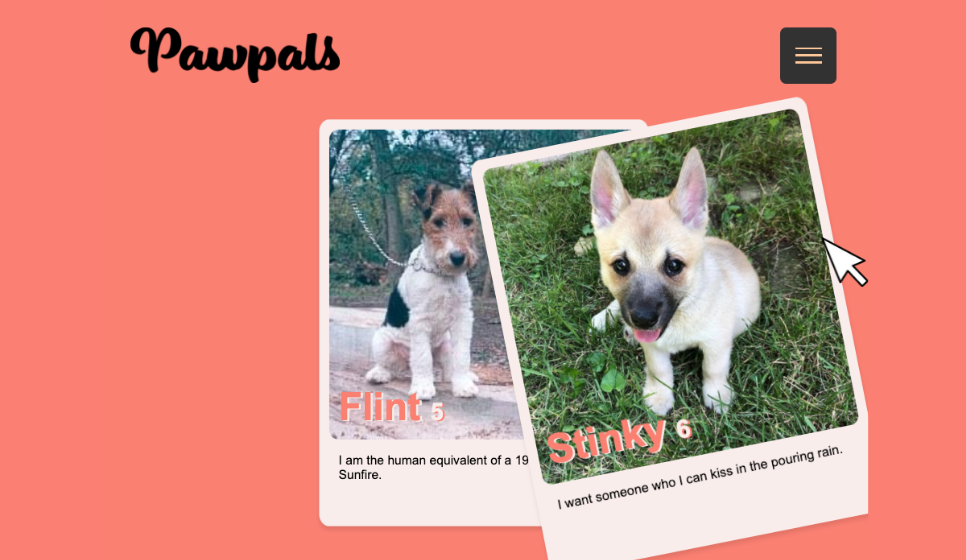 Pawpals
Flint 5
I am the human equivalent of a 19
Sunfire.
Stinky 6
I want someone who I can kiss in the pouring rain.